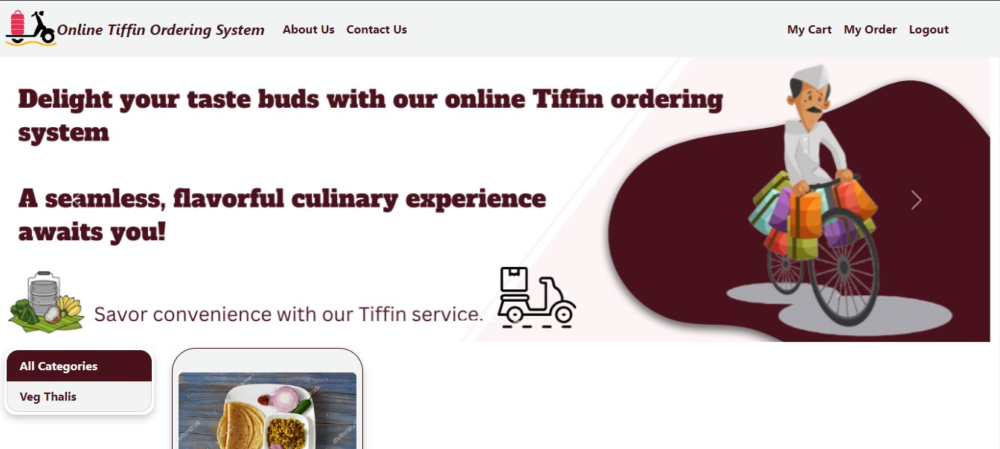 Online Tiffin Ordering System About Us Contact Us My Cart My Order Logout
Delight your taste buds with our online Tiffin ordering
system
A seamless, flavorful culinary experience
awaits you!
Savor convenience with our Tiffin service.
All Categories
Veg Thalis
shutterstock